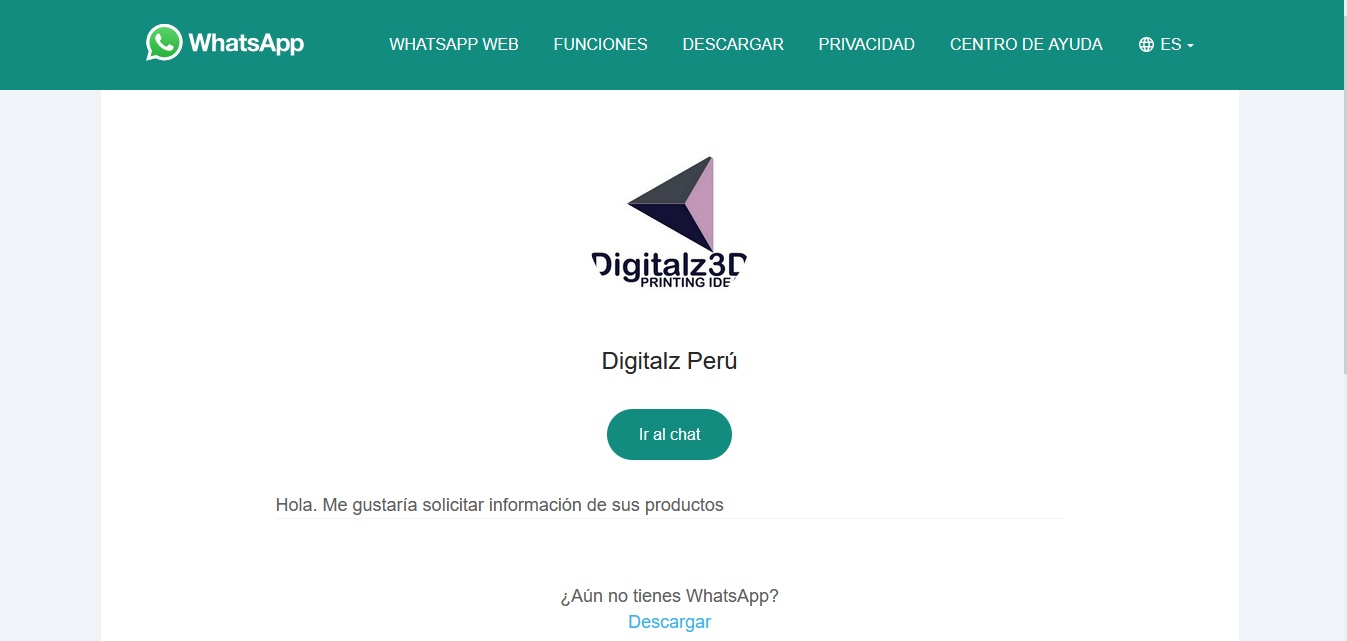 WhatsApp
WHATSAPP WEB FUNCIONES DESCARGAR PRIVACIDAD CENTRO DE AYUDA ES
Digitalz3D
PRINTING
Digitalz Perú
Ir al chat
Hola. Me gustaría solicitar información de sus productos
¿Aún no tienes WhatsApp?
Descargar